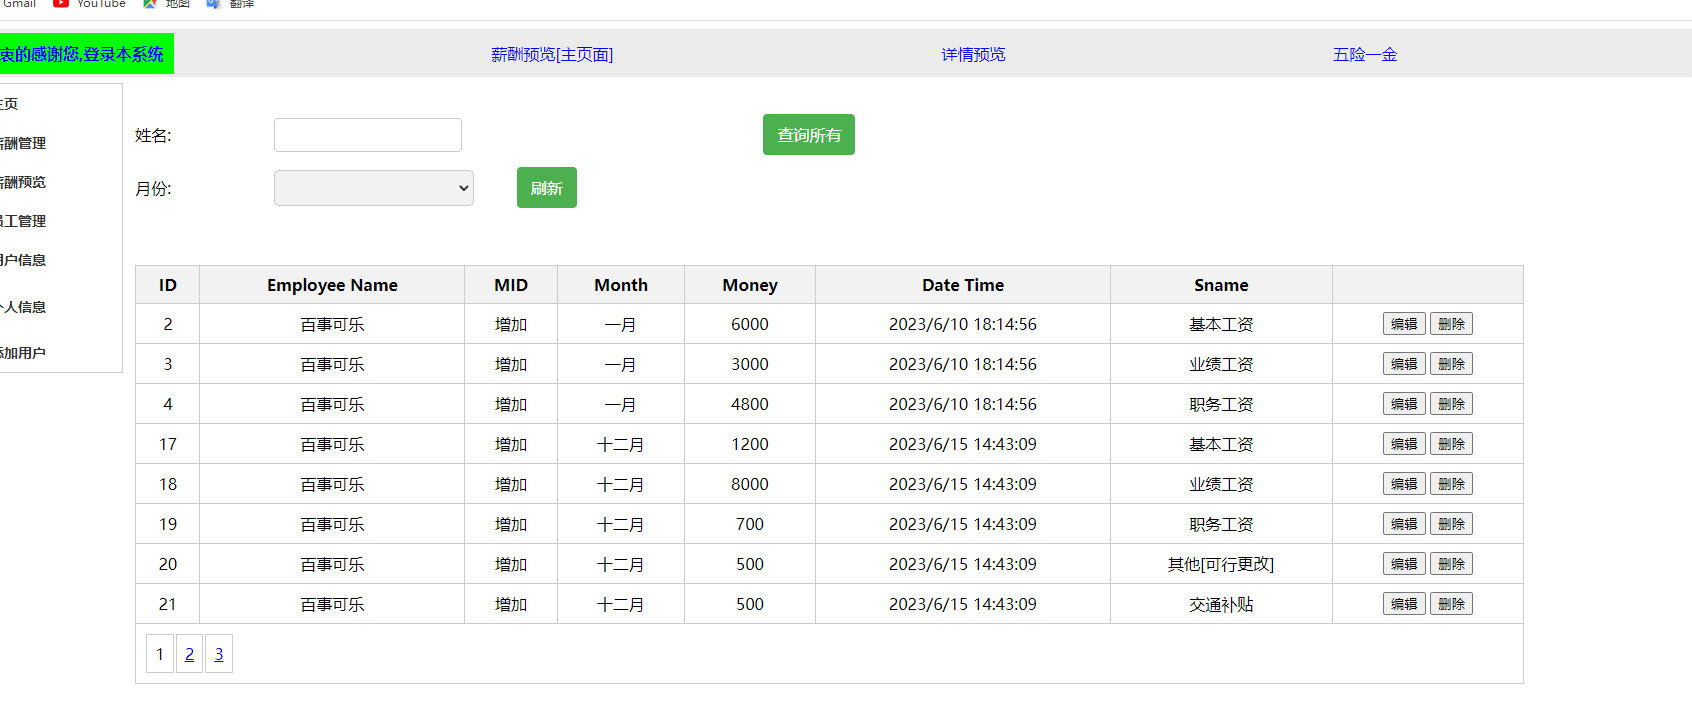 Gmail YouTube 地图 翻译
衷的感谢您,登录本系统 薪酬预览[主页面] 详情预览 五险一金
主页
薪酬管理
薪酬预览
员工管理
用户信息
个人信息
添加用户
姓名: 查询所有
月份: 刷新
ID Employee Name MID Month Money Date Time Sname
2 百事可乐 增加 一月 6000 2023/6/10 18:14:56 基本工资 编辑 删除
3 百事可乐 增加 一月 3000 2023/6/10 18:14:56 业绩工资 编辑 删除
4 百事可乐 增加 一月 4800 2023/6/10 18:14:56 职务工资 编辑 删除
17 百事可乐 增加 十二月 1200 2023/6/15 14:43:09 基本工资 编辑 删除
18 百事可乐 增加 十二月 8000 2023/6/15 14:43:09 业绩工资 编辑 删除
19 百事可乐 增加 十二月 700 2023/6/15 14:43:09 职务工资 编辑 删除
20 百事可乐 增加 十二月 500 2023/6/15 14:43:09 其他[可行更改] 编辑 删除
21 百事可乐 增加 十二月 500 2023/6/15 14:43:09 交通补贴 编辑 删除
1 2 3